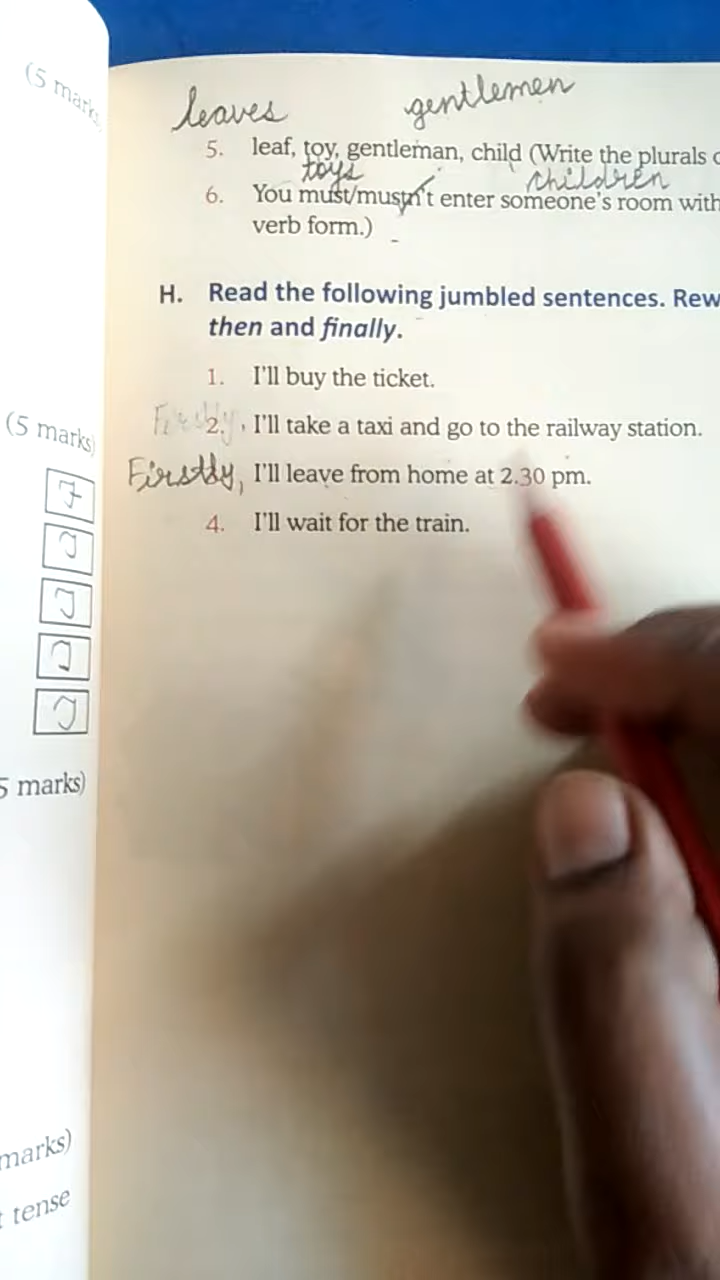 (5 marks
leaves gentlemen
5. leaf, toy, gentleman, child (Write the plurals
toys children
6. You must/mustn't enter someone's room with
verb form.)
H. Read the following jumbled sentences. Rew
then and finally.
1. I'll buy the ticket.
Firstly, 2. I'll take a taxi and go to the railway station.
(5 marks)
Firstly, I'll leave from home at 2.30 pm.
4. I'll wait for the train.
5 marks)
marks)
tense